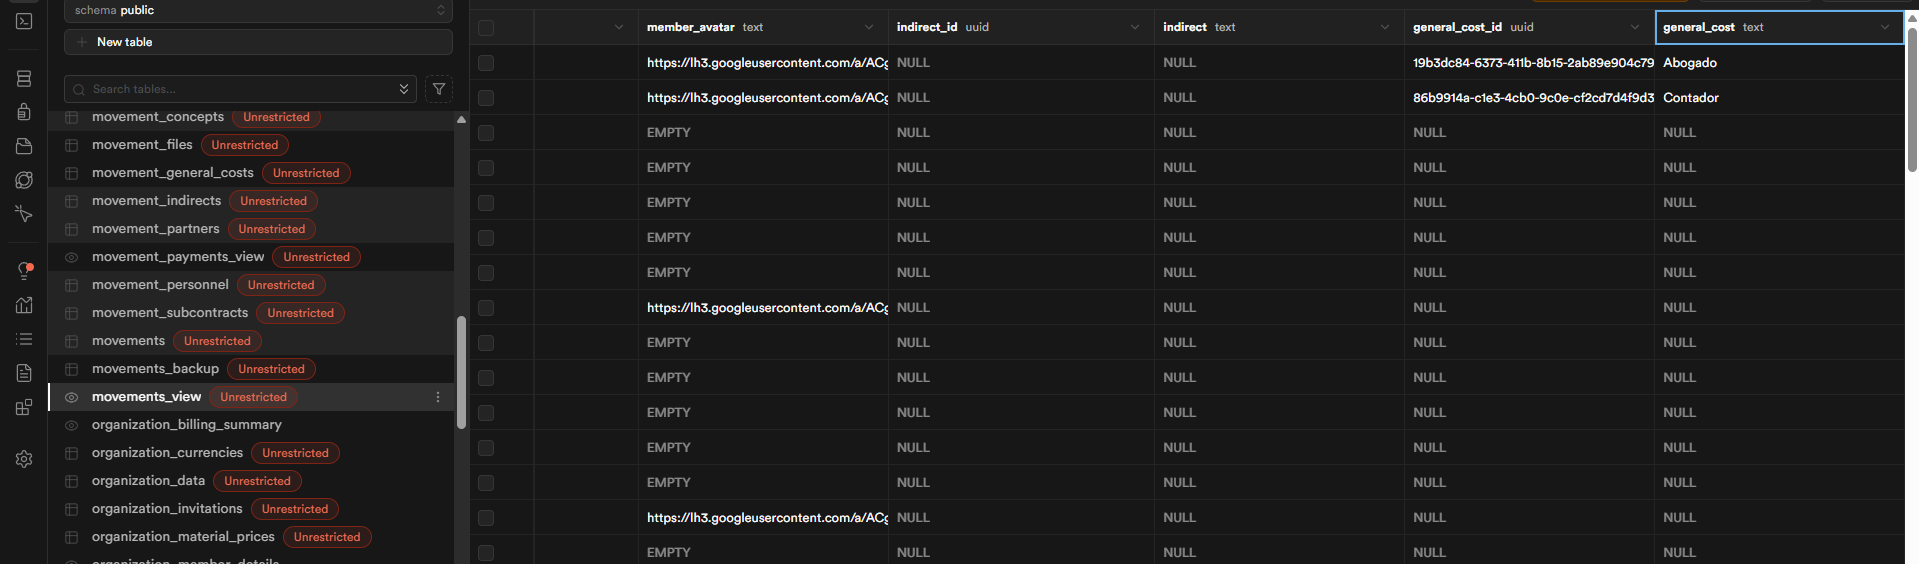 schema public
New table
Search tables...
movement_concepts Unrestricted
movement_files Unrestricted
movement_general_costs Unrestricted
movement_indirects Unrestricted
movement_partners Unrestricted
movement_payments_view Unrestricted
movement_personnel Unrestricted
movement_subcontracts Unrestricted
movements Unrestricted
movements_backup Unrestricted
movements_view Unrestricted
organization_billing_summary
organization_currencies Unrestricted
organization_data Unrestricted
organization_invitations Unrestricted
organization_material_prices Unrestricted
organization_member_details
member_avatar text indirect_id uuid indirect text general_cost_id uuid general_cost text
https://lh3.googleusercontent.com/a/ACg NULL NULL 19b3dc84-6373-411b-8b15-2ab89e904c79 Abogado
https://lh3.googleusercontent.com/a/ACg NULL NULL 86b9914a-c1e3-4cb0-9c0e-cf2cd7d4f9d3 Contador
EMPTY NULL NULL NULL NULL
EMPTY NULL NULL NULL NULL
EMPTY NULL NULL NULL NULL
EMPTY NULL NULL NULL NULL
EMPTY NULL NULL NULL NULL
https://lh3.googleusercontent.com/a/ACg NULL NULL NULL NULL
EMPTY NULL NULL NULL NULL
EMPTY NULL NULL NULL NULL
EMPTY NULL NULL NULL NULL
EMPTY NULL NULL NULL NULL
EMPTY NULL NULL NULL NULL
https://lh3.googleusercontent.com/a/ACg NULL NULL NULL NULL
EMPTY NULL NULL NULL NULL